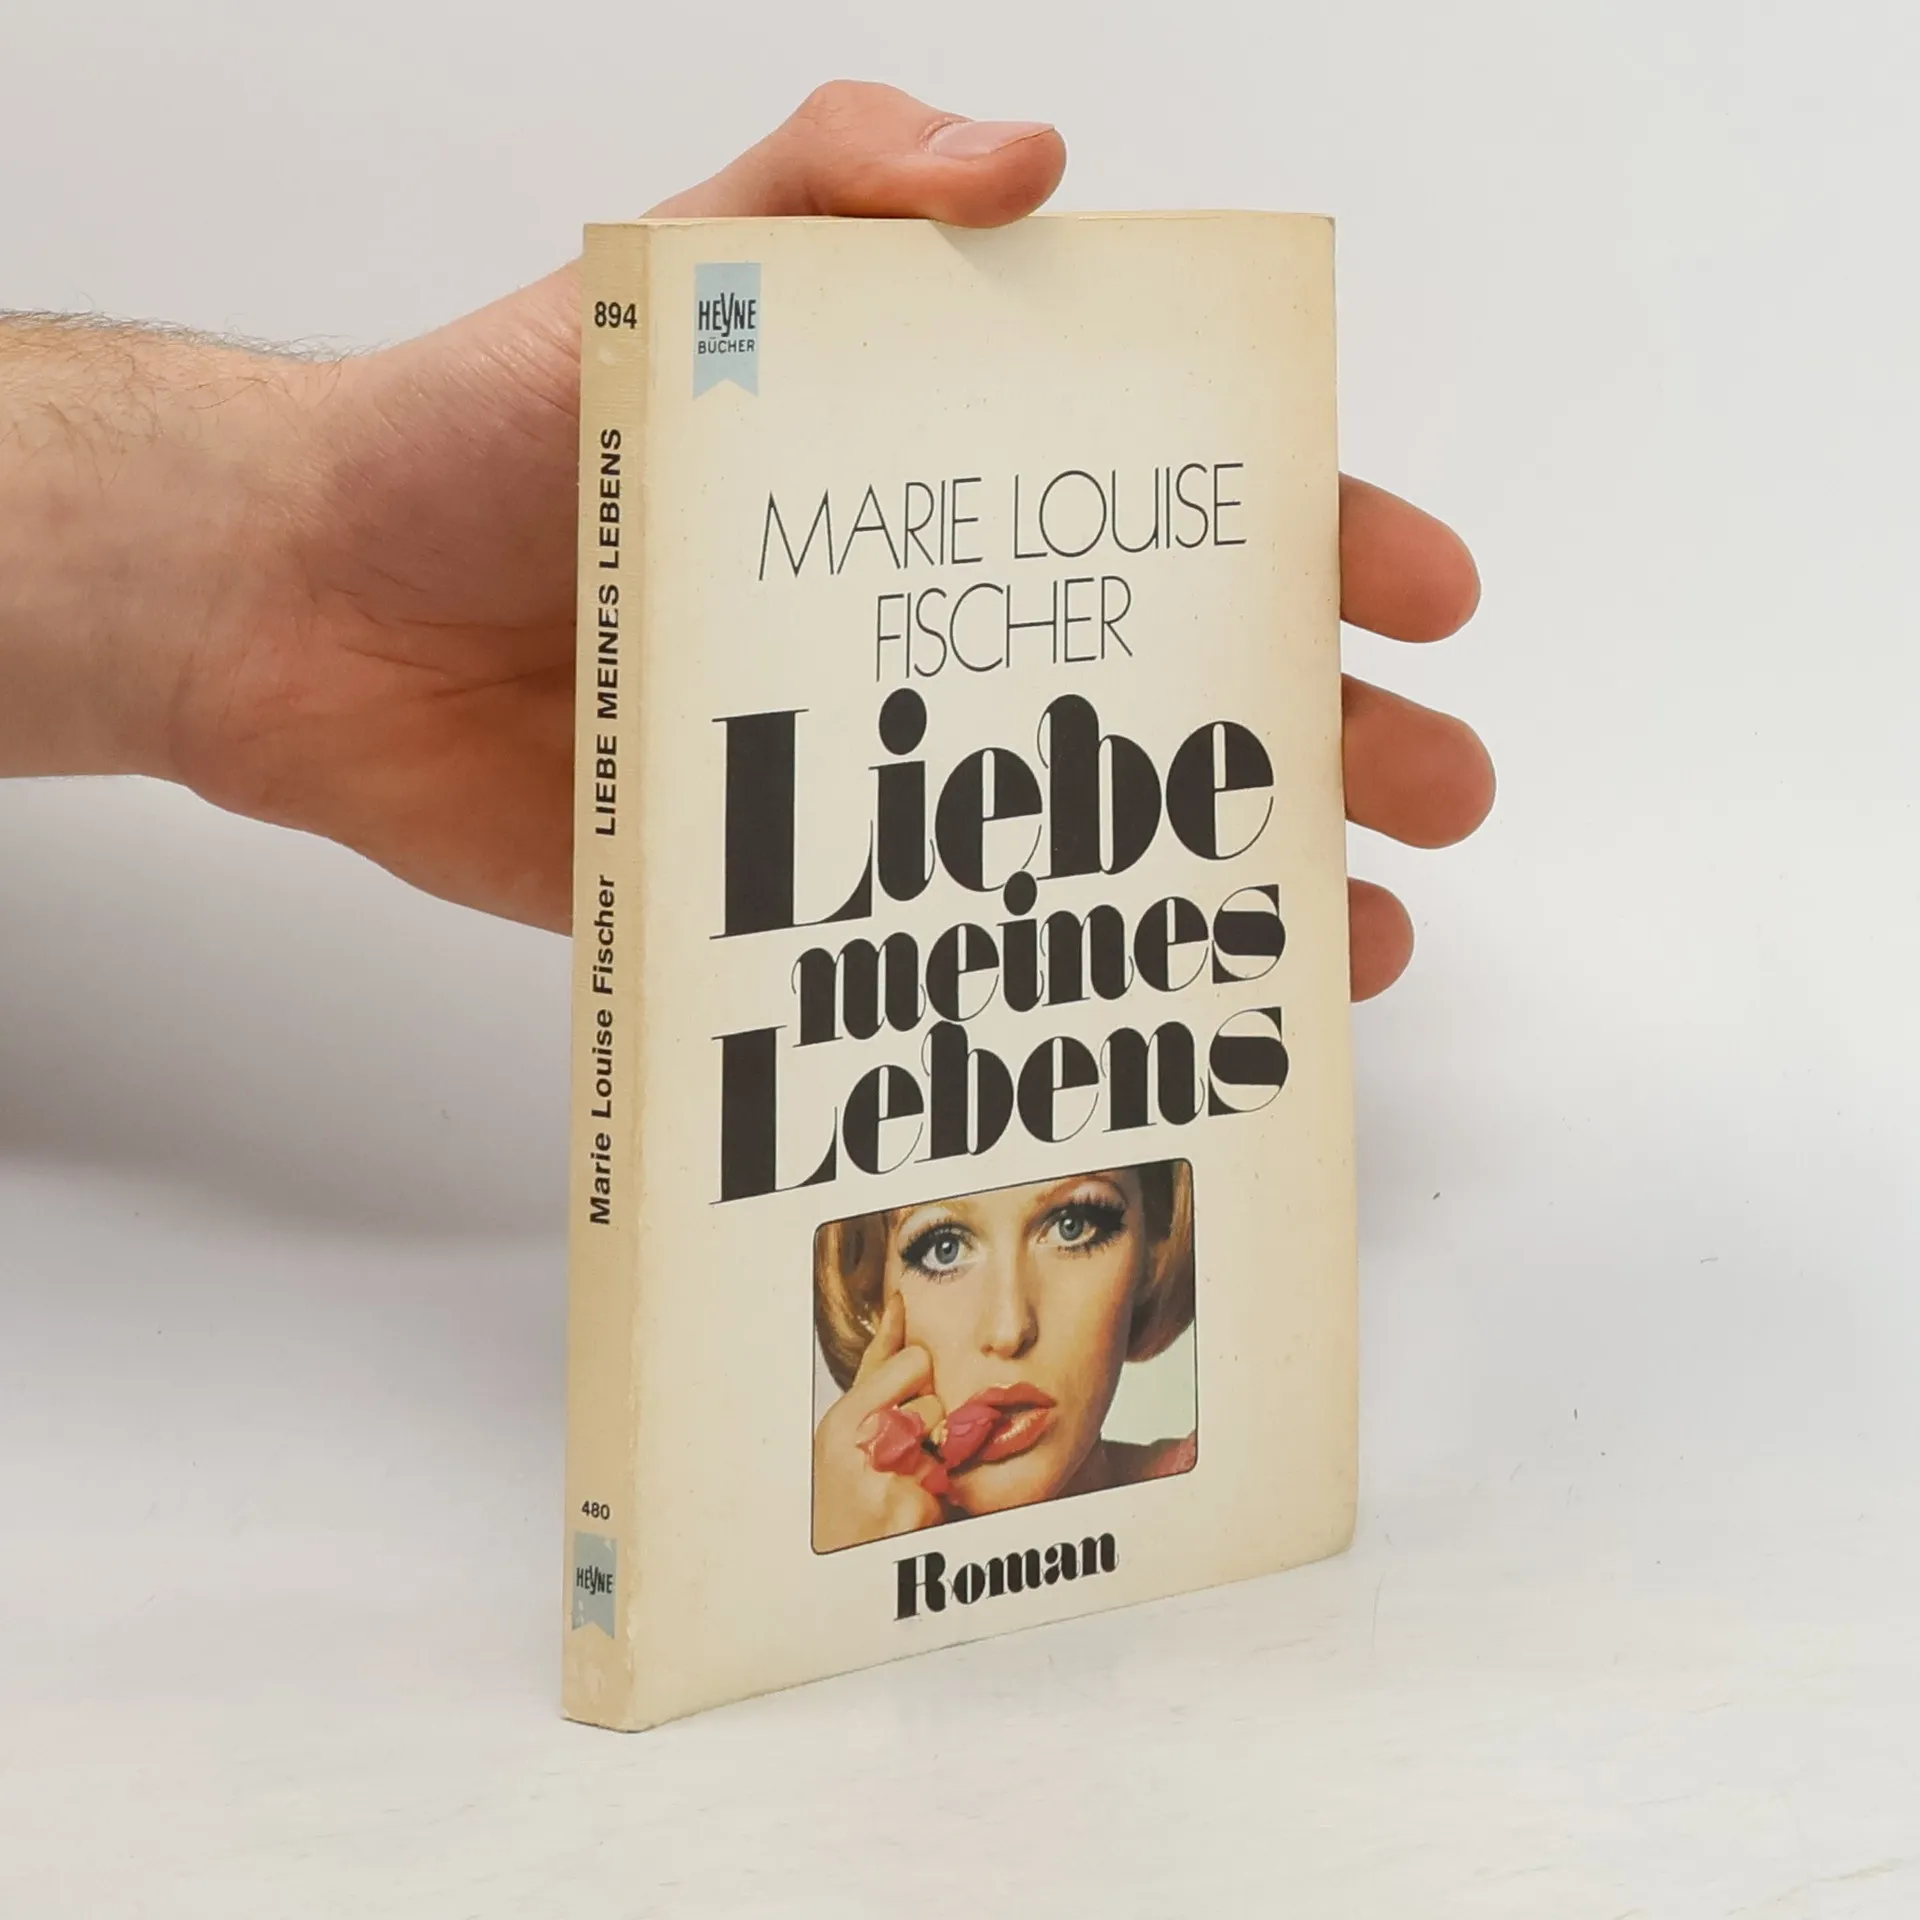 894
Marie Louise Fischer LIEBE MEINES LEBENS
480
HEYNE
HEYNE
BÜCHER
MARIE LOUISE
FISCHER
Liebe
meines
Lebens
Roman